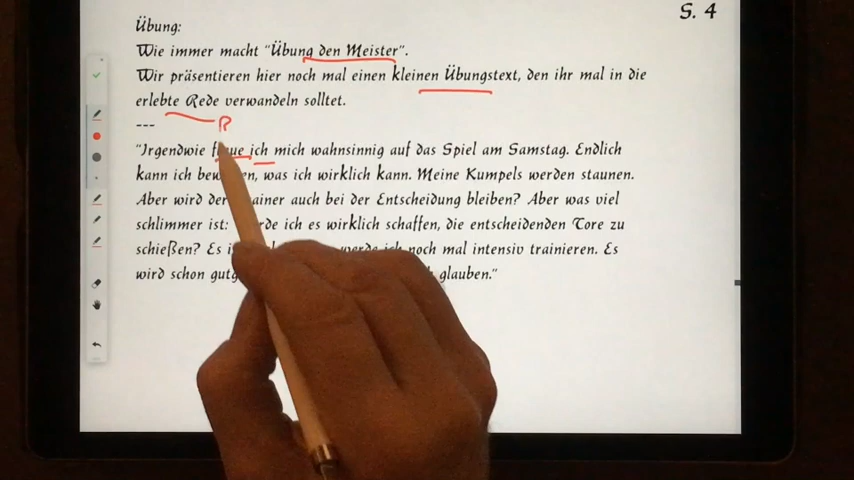 S. 4
Übung:
Wie immer macht "Übung den Meister".
Wir präsentieren hier noch mal einen kleinen Übungstext, den ihr mal in die
erlebte Rede verwandeln solltet.
R
---
"Irgendwie ich mich wahnsinnig auf das Spiel am Samstag. Endlich
kann ich was ich wirklich kann. Meine Kumpels werden staunen.
Aber wird der auch bei der Entscheidung bleiben? Aber was viel
schlimmer ist: ich es wirklich schaffen, die entscheidenden Tore zu
schießen? Es werde ich noch mal intensiv trainieren. Es
wird schon glauben."